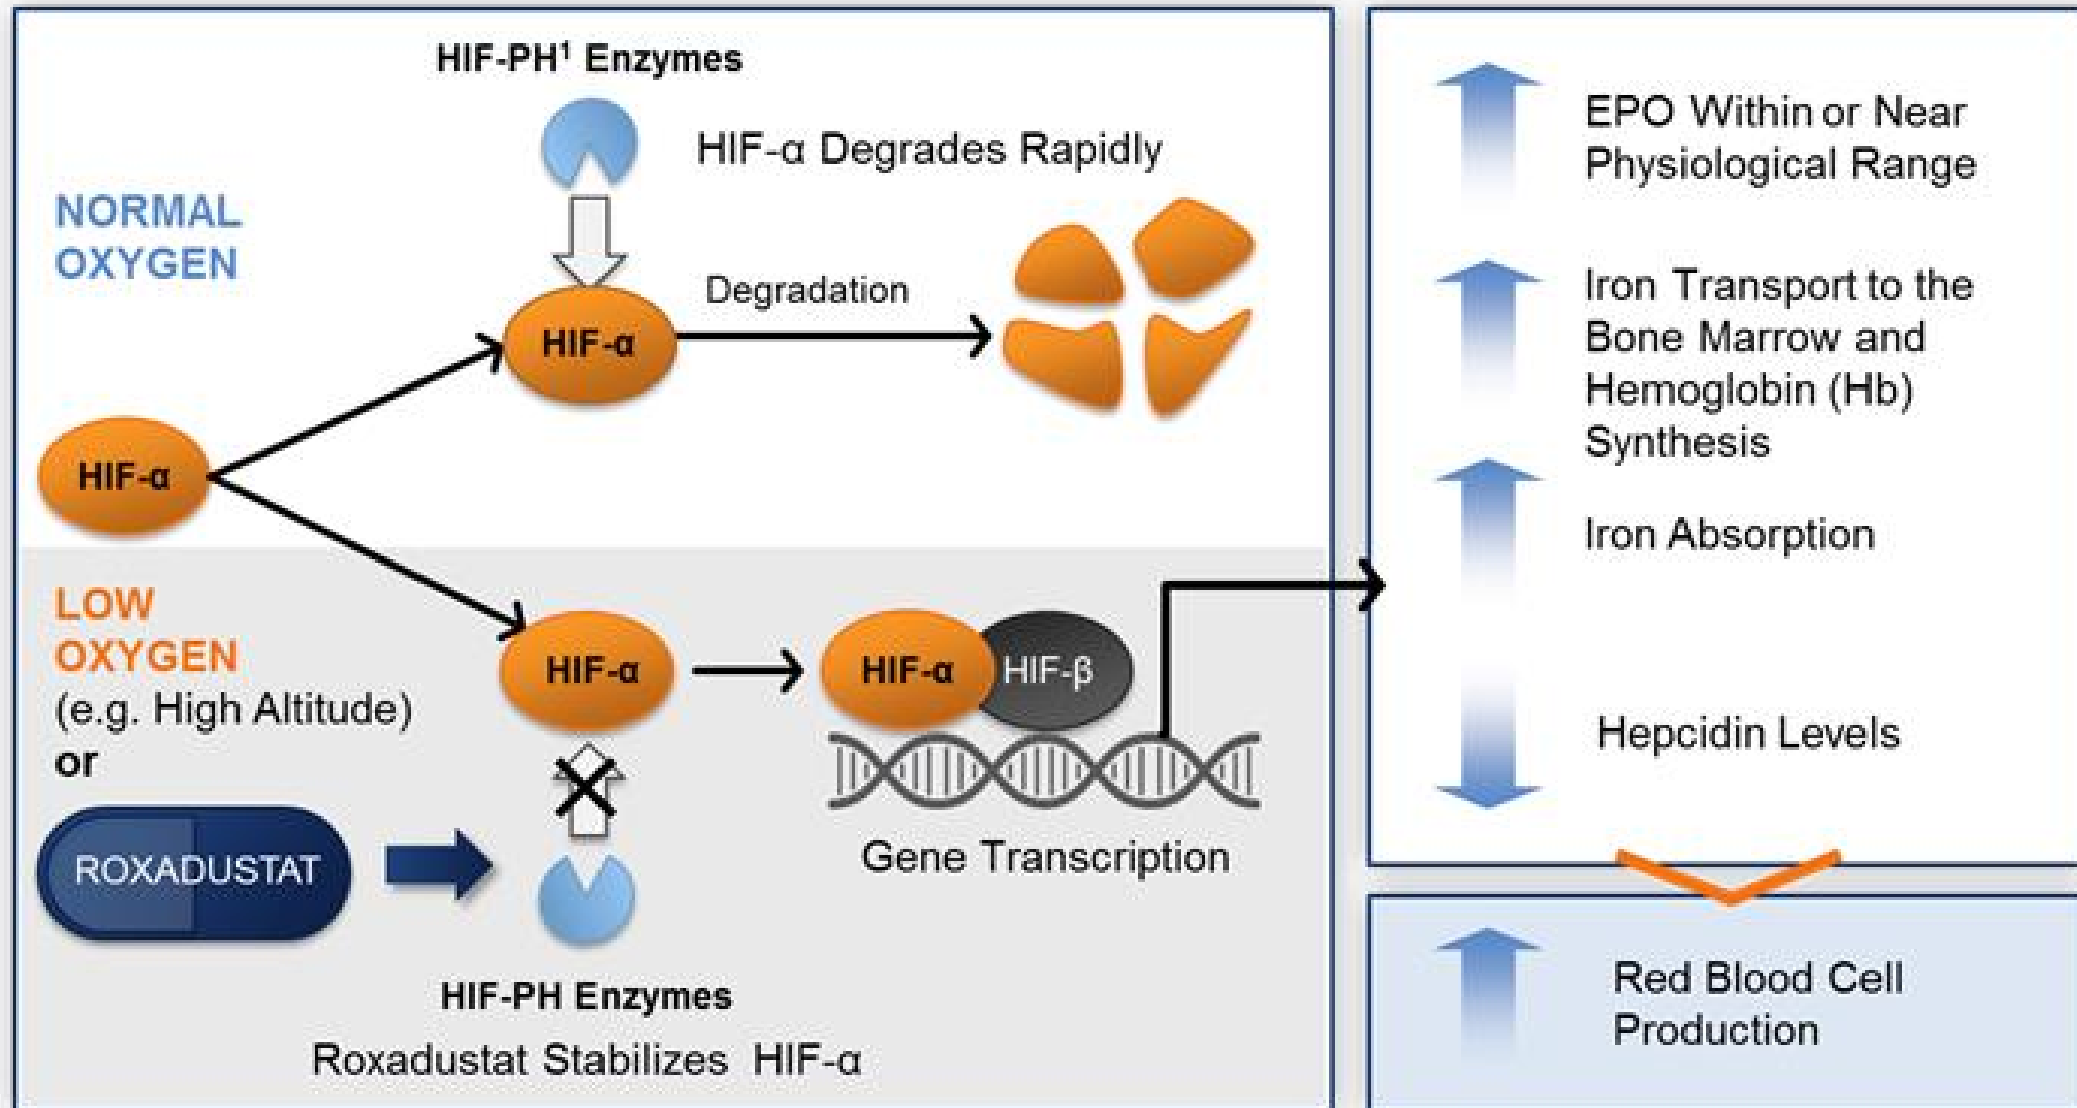 HIF-PH¹ Enzymes
HIF-α Degrades Rapidly
NORMAL
OXYGEN
Degradation
HIF-α
HIF-α
LOW
OXYGEN
(e.g. High Altitude)
or
ROXADUSTAT
HIF-α
HIF-α
HIF-β
Gene Transcription
HIF-PH Enzymes
Roxadustat Stabilizes HIF-α
EPO Within or Near
Physiological Range
Iron Transport to the
Bone Marrow and
Hemoglobin (Hb)
Synthesis
Iron Absorption
Hepcidin Levels
Red Blood Cell
Production